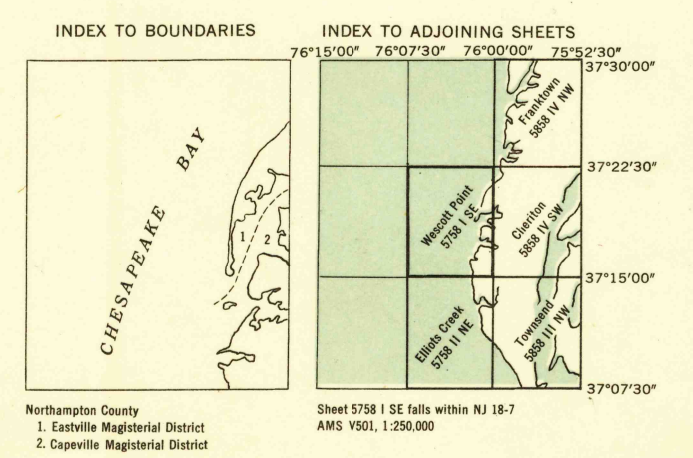 INDEX TO BOUNDARIES
CHESAPEAKE BAY
1
2
Northampton County
1. Eastville Magisterial District
2. Capeville Magisterial District
INDEX TO ADJOINING SHEETS
76°15'00" 76°07'30" 76°00'00" 75°52'30"
37°30'00"
Franktown
5858 IV NW
37°22'30"
Wescott Point
5758 I SE
Cheriton
5858 IV SW
37°15'00"
Elliots Creek
5758 II NE
Townsend
5858 III NW
37°07'30"
Sheet 5758 I SE falls within NJ 18-7
AMS V501, 1:250,000